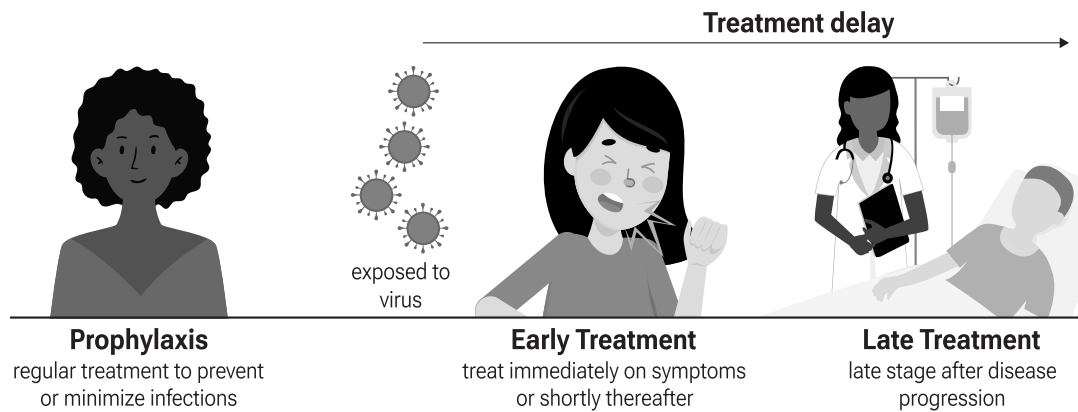 Treatment delay
exposed to
virus
Prophylaxis
regular treatment to prevent
or minimize infections
Early Treatment
treat immediately on symptoms
or shortly thereafter
Late Treatment
late stage after disease
progression